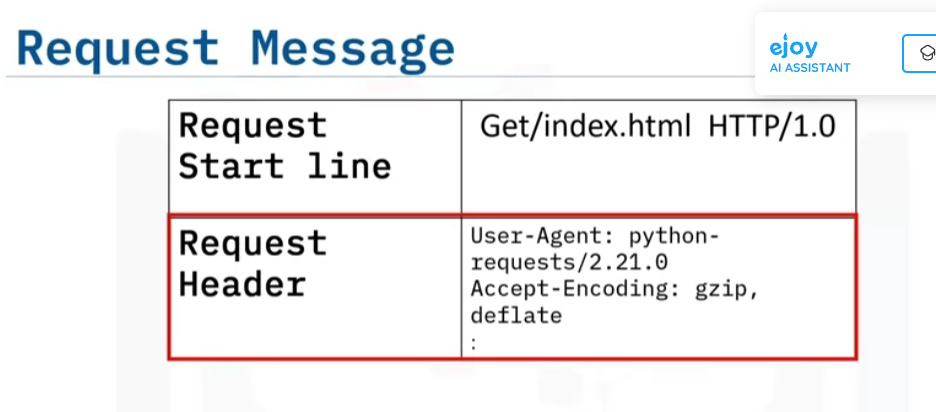 Request Message
ejoy
AI ASSISTANT
Request
Start line
Get/index.html HTTP/1.0
Request
Header
User-Agent: python-
requests/2.21.0
Accept-Encoding: gzip,
deflate
: